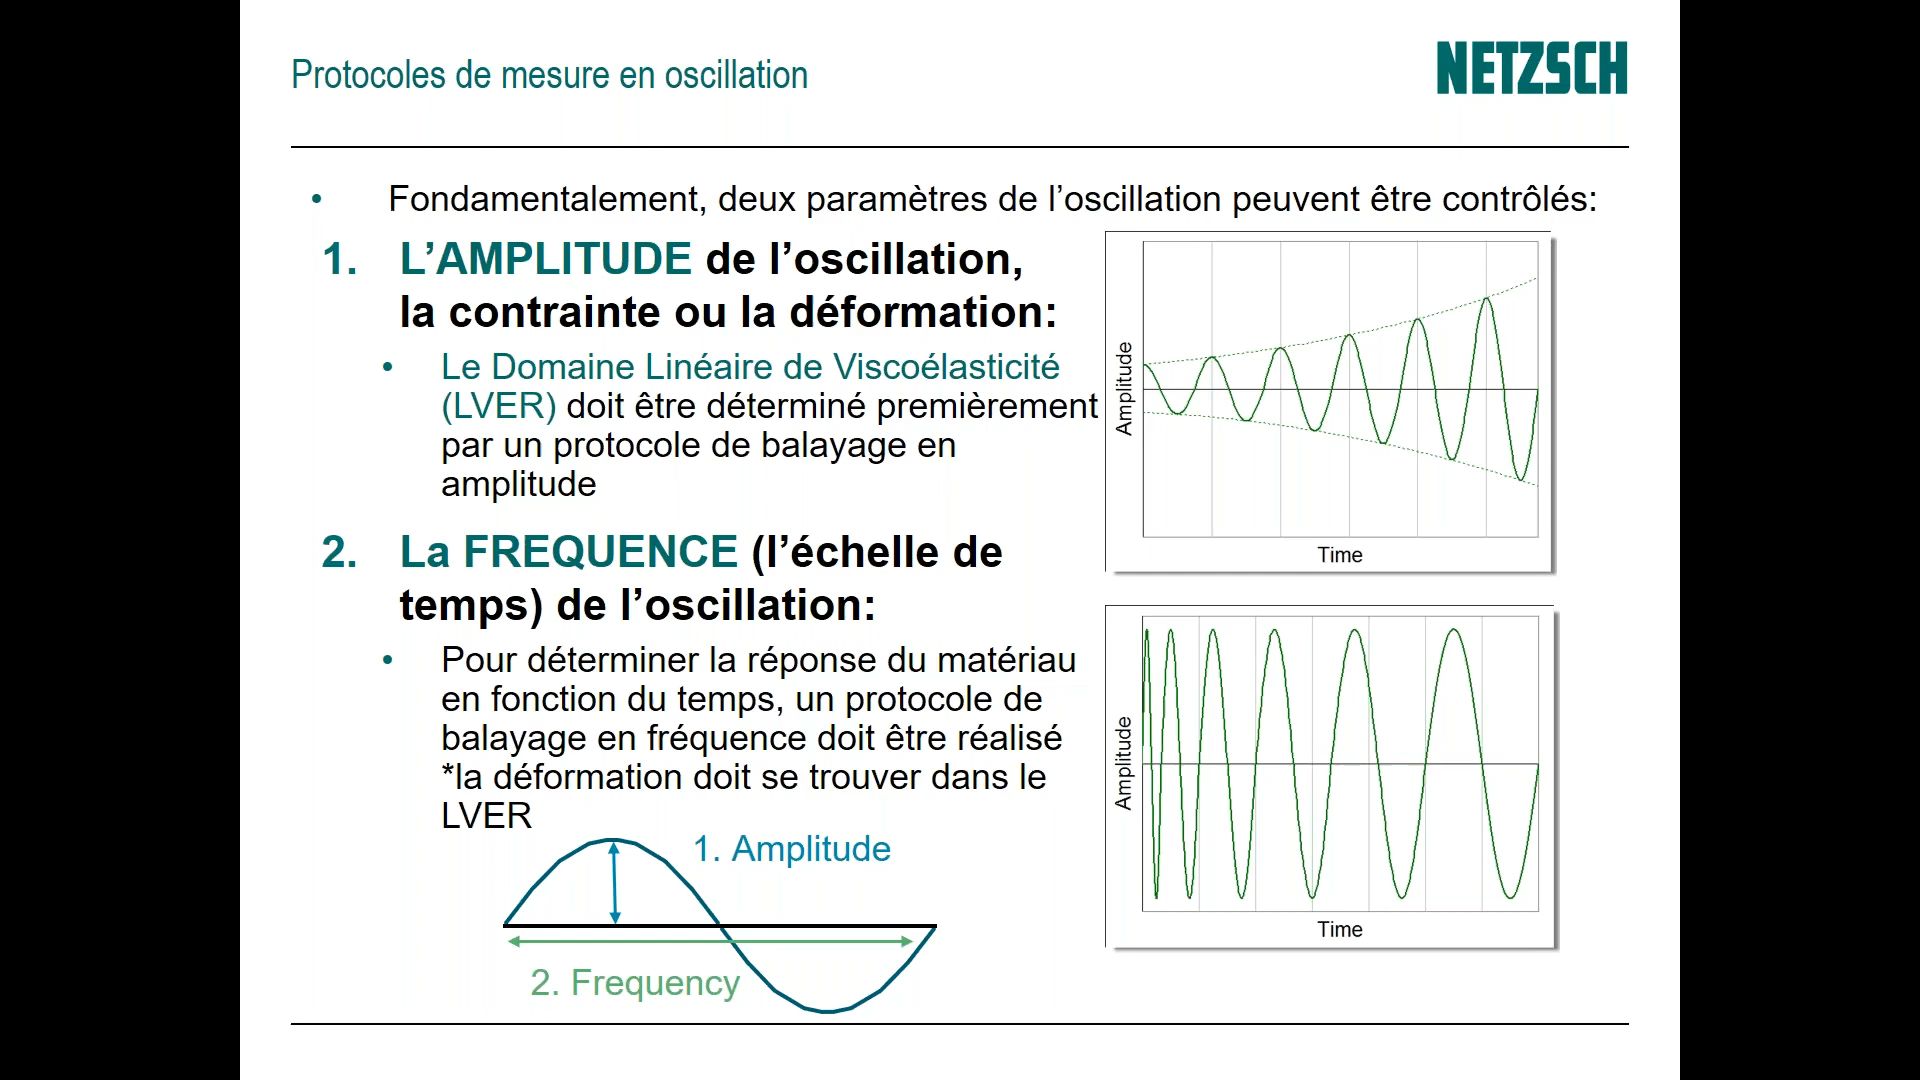 Protocoles de mesure en oscillation
NETZSCH
• Fondamentalement, deux paramètres de l’oscillation peuvent être contrôlés:
1. L’AMPLITUDE de l’oscillation,
la contrainte ou la déformation:
• Le Domaine Linéaire de Viscoélasticité
(LVER) doit être déterminé premièrement
par un protocole de balayage en
amplitude
Amplitude
Time
2. La FREQUENCE (l’échelle de
temps) de l’oscillation:
• Pour déterminer la réponse du matériau
en fonction du temps, un protocole de
balayage en fréquence doit être réalisé
*la déformation doit se trouver dans le
LVER
Amplitude
Time
1. Amplitude
2. Frequency